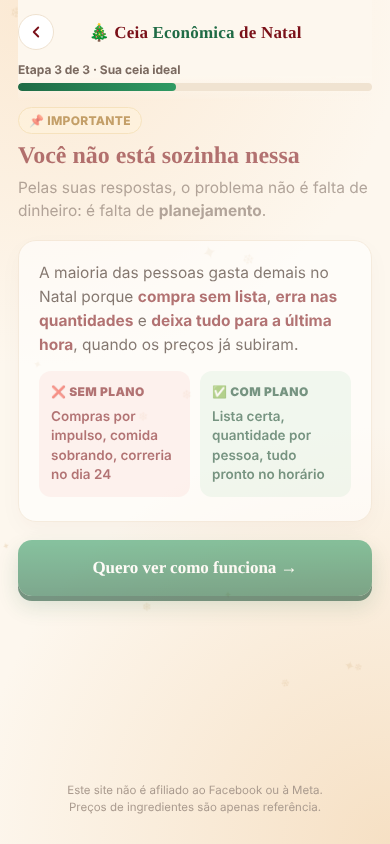 🎄 Ceia Econômica de Natal
Etapa 3 de 3 · Sua ceia ideal
📌 IMPORTANTE
Você não está sozinha nessa
Pelas suas respostas, o problema não é falta de
dinheiro: é falta de planejamento.
A maioria das pessoas gasta demais no
Natal porque compra sem lista, erra nas
quantidades e deixa tudo para a última
hora, quando os preços já subiram.
❌ SEM PLANO
Compras por
impulso, comida
sobrando, correria
no dia 24
✅ COM PLANO
Lista certa,
quantidade por
pessoa, tudo
pronto no horário
Quero ver como funciona →
Este site não é afiliado ao Facebook ou à Meta.
Preços de ingredientes são apenas referência.